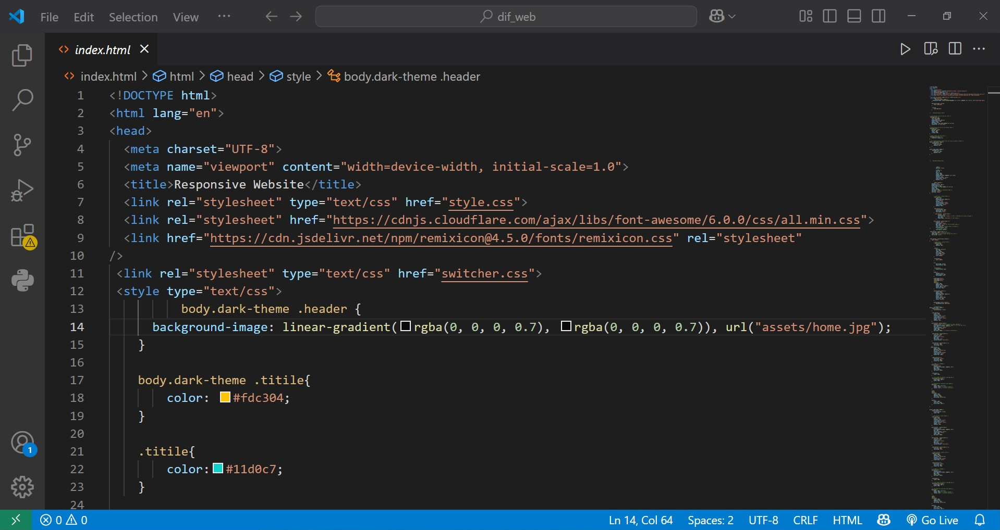 File Edit Selection View ··· dif_web
index.html
index.html > html > head > style > body.dark-theme .header
1 <!DOCTYPE html>
2 <html lang="en">
3 <head>
4 <meta charset="UTF-8">
5 <meta name="viewport" content="width=device-width, initial-scale=1.0">
6 <title>Responsive Website</title>
7 <link rel="stylesheet" type="text/css" href="style.css">
8 <link rel="stylesheet" href="https://cdnjs.cloudflare.com/ajax/libs/font-awesome/6.0.0/css/all.min.css">
9 <link href="https://cdn.jsdelivr.net/npm/remixicon@4.5.0/fonts/remixicon.css" rel="stylesheet"
10 />
11 <link rel="stylesheet" type="text/css" href="switcher.css">
12 <style type="text/css">
13 body.dark-theme .header {
14 background-image: linear-gradient(rgba(0, 0, 0, 0.7), rgba(0, 0, 0, 0.7)), url("assets/home.jpg");
15 }
16
17 body.dark-theme .titile{
18 color: #fdc304;
19 }
20
21 .titile{
22 color:#11d0c7;
23 }
24
1
0 0 Ln 14, Col 64 Spaces: 2 UTF-8 CRLF HTML Go Live